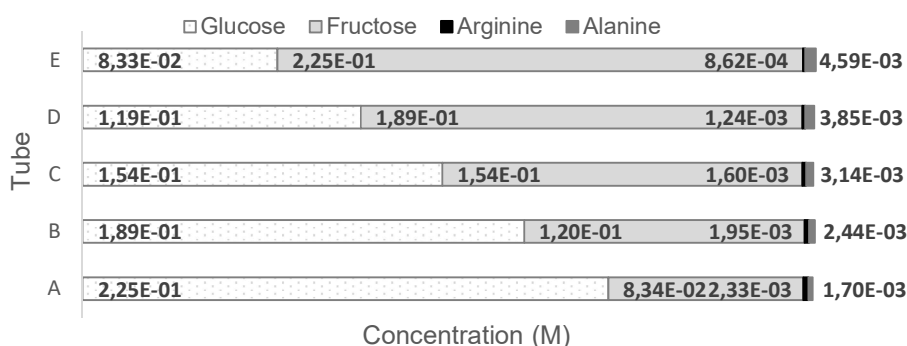 Glucose Fructose Arginine Alanine
E 8,33E-02 2,25E-01 8,62E-04 4,59E-03
D 1,19E-01 1,89E-01 1,24E-03 3,85E-03
Tube
C 1,54E-01 1,54E-01 1,60E-03 3,14E-03
B 1,89E-01 1,20E-01 1,95E-03 2,44E-03
A 2,25E-01 8,34E-02 2,33E-03 1,70E-03
Concentration (M)